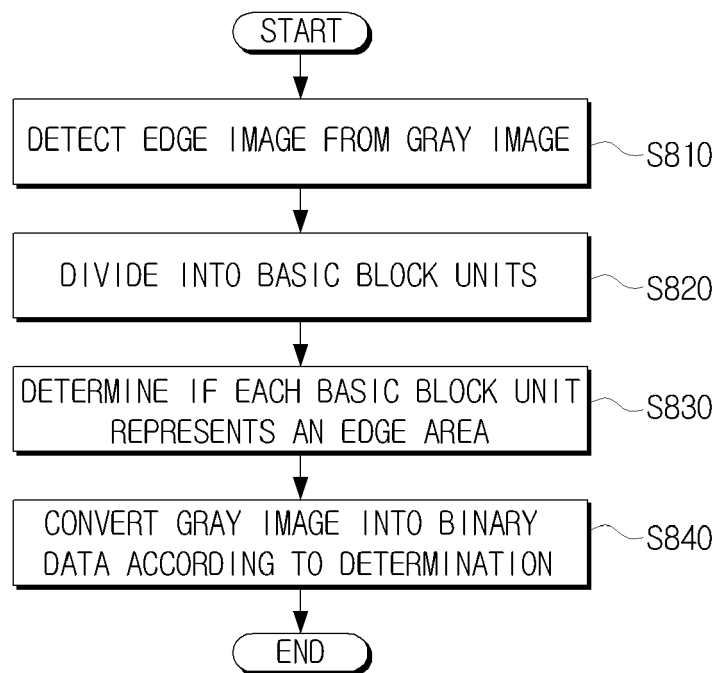 START
DETECT EDGE IMAGE FROM GRAY IMAGE
S810
DIVIDE INTO BASIC BLOCK UNITS
S820
DETERMINE IF EACH BASIC BLOCK UNIT
REPRESENTS AN EDGE AREA
S830
CONVERT GRAY IMAGE INTO BINARY
DATA ACCORDING TO DETERMINATION
S840
END